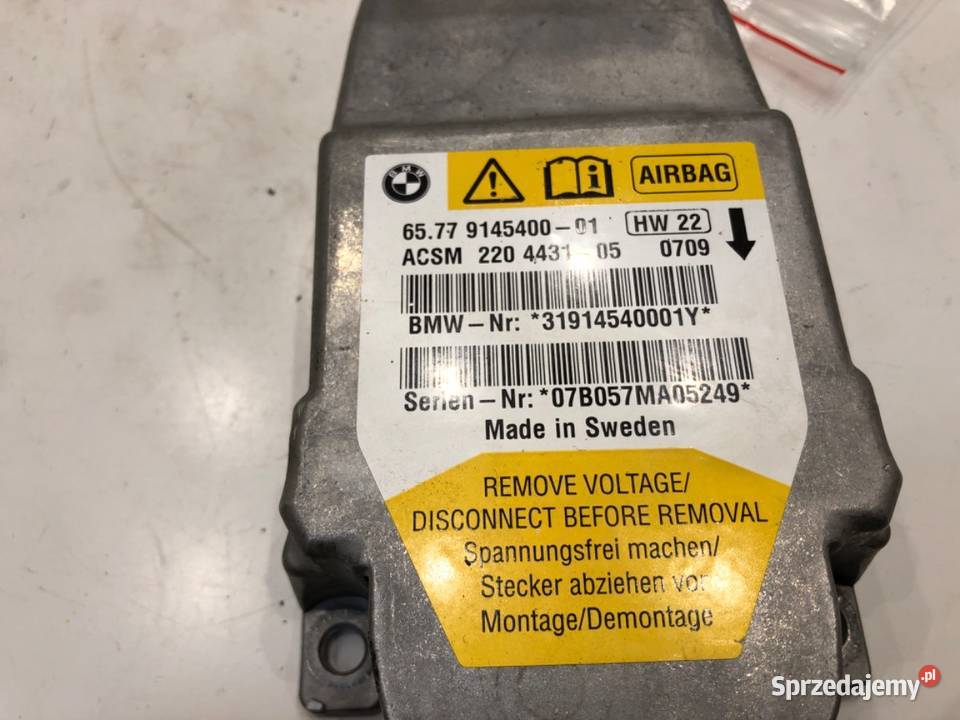 BMW
AIRBAG
65.77 9145400-01 HW 22
ACSM 220 4431-05 0709
BMW-Nr: *31914540001Y*
Serien-Nr: *07B057MA05249*
Made in Sweden
REMOVE VOLTAGE/
DISCONNECT BEFORE REMOVAL
Spannungsfrei machen/
Stecker abziehen vor
Montage/Demontage
Sprzedajemy.pl